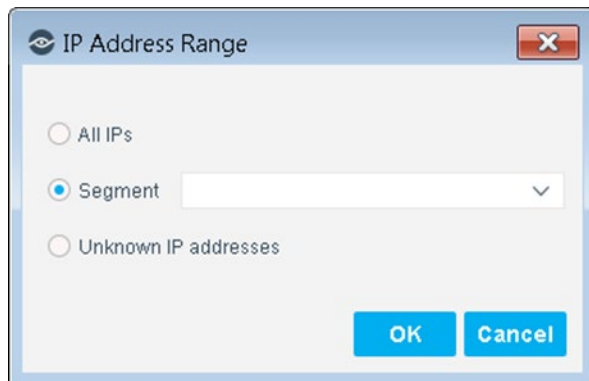 IP Address Range
All IPs
Segment
Unknown IP addresses
OK Cancel